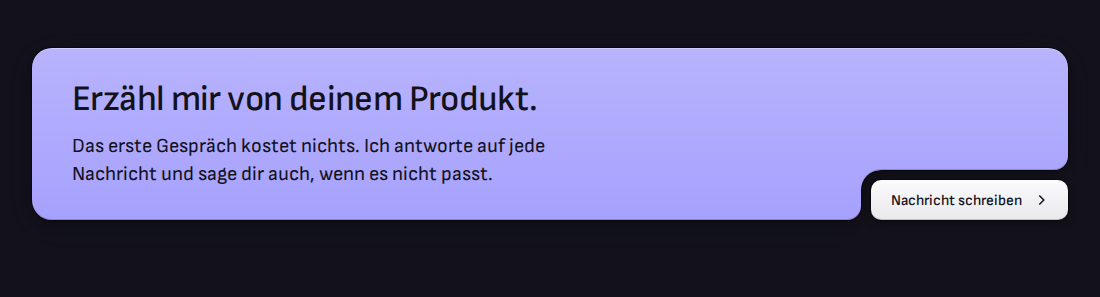 Erzähl mir von deinem Produkt.
Das erste Gespräch kostet nichts. Ich antworte auf jede
Nachricht und sage dir auch, wenn es nicht passt.
Nachricht schreiben